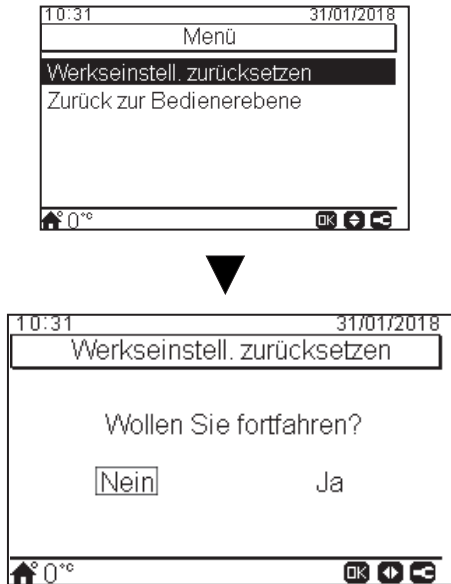 10:31 31/01/2018
Menü
Werkseinstell. zurücksetzen
Zurück zur Bedienerebene
0°C OK
10:31 31/01/2018
Werkseinstell. zurücksetzen
Wollen Sie fortfahren?
Nein Ja
0°C OK